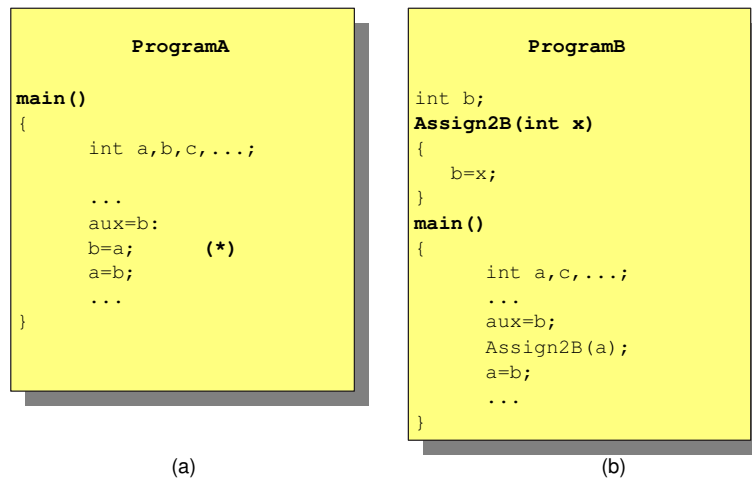 ProgramA
main()
{
int a,b,c,...;
...
aux=b:
b=a; (*)
a=b;
...
}
(a)
ProgramB
int b;
Assign2B(int x)
{
b=x;
}
main()
{
int a,c,...;
...
aux=b;
Assign2B(a);
a=b;
...
}
(b)